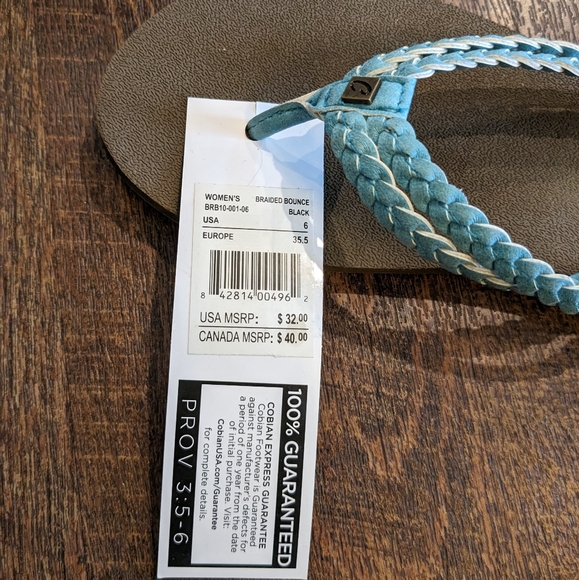 WOMEN'S BRAIDED BOUNCE
BRB10-001-06 BLACK
USA 6
EUROPE 35.5
8 42814 00496 2
USA MSRP: $ 32.00
CANADA MSRP: $ 40.00
100% GUARANTEED
COBIAN EXPRESS GUARANTEE
Cobian Footwear is Guaranteed
against manufacturer's defects for
a period of one year from the date
of initial purchase. Visit:
CobianUSA.com/Guarantee
for complete details.
PROV 3:5-6